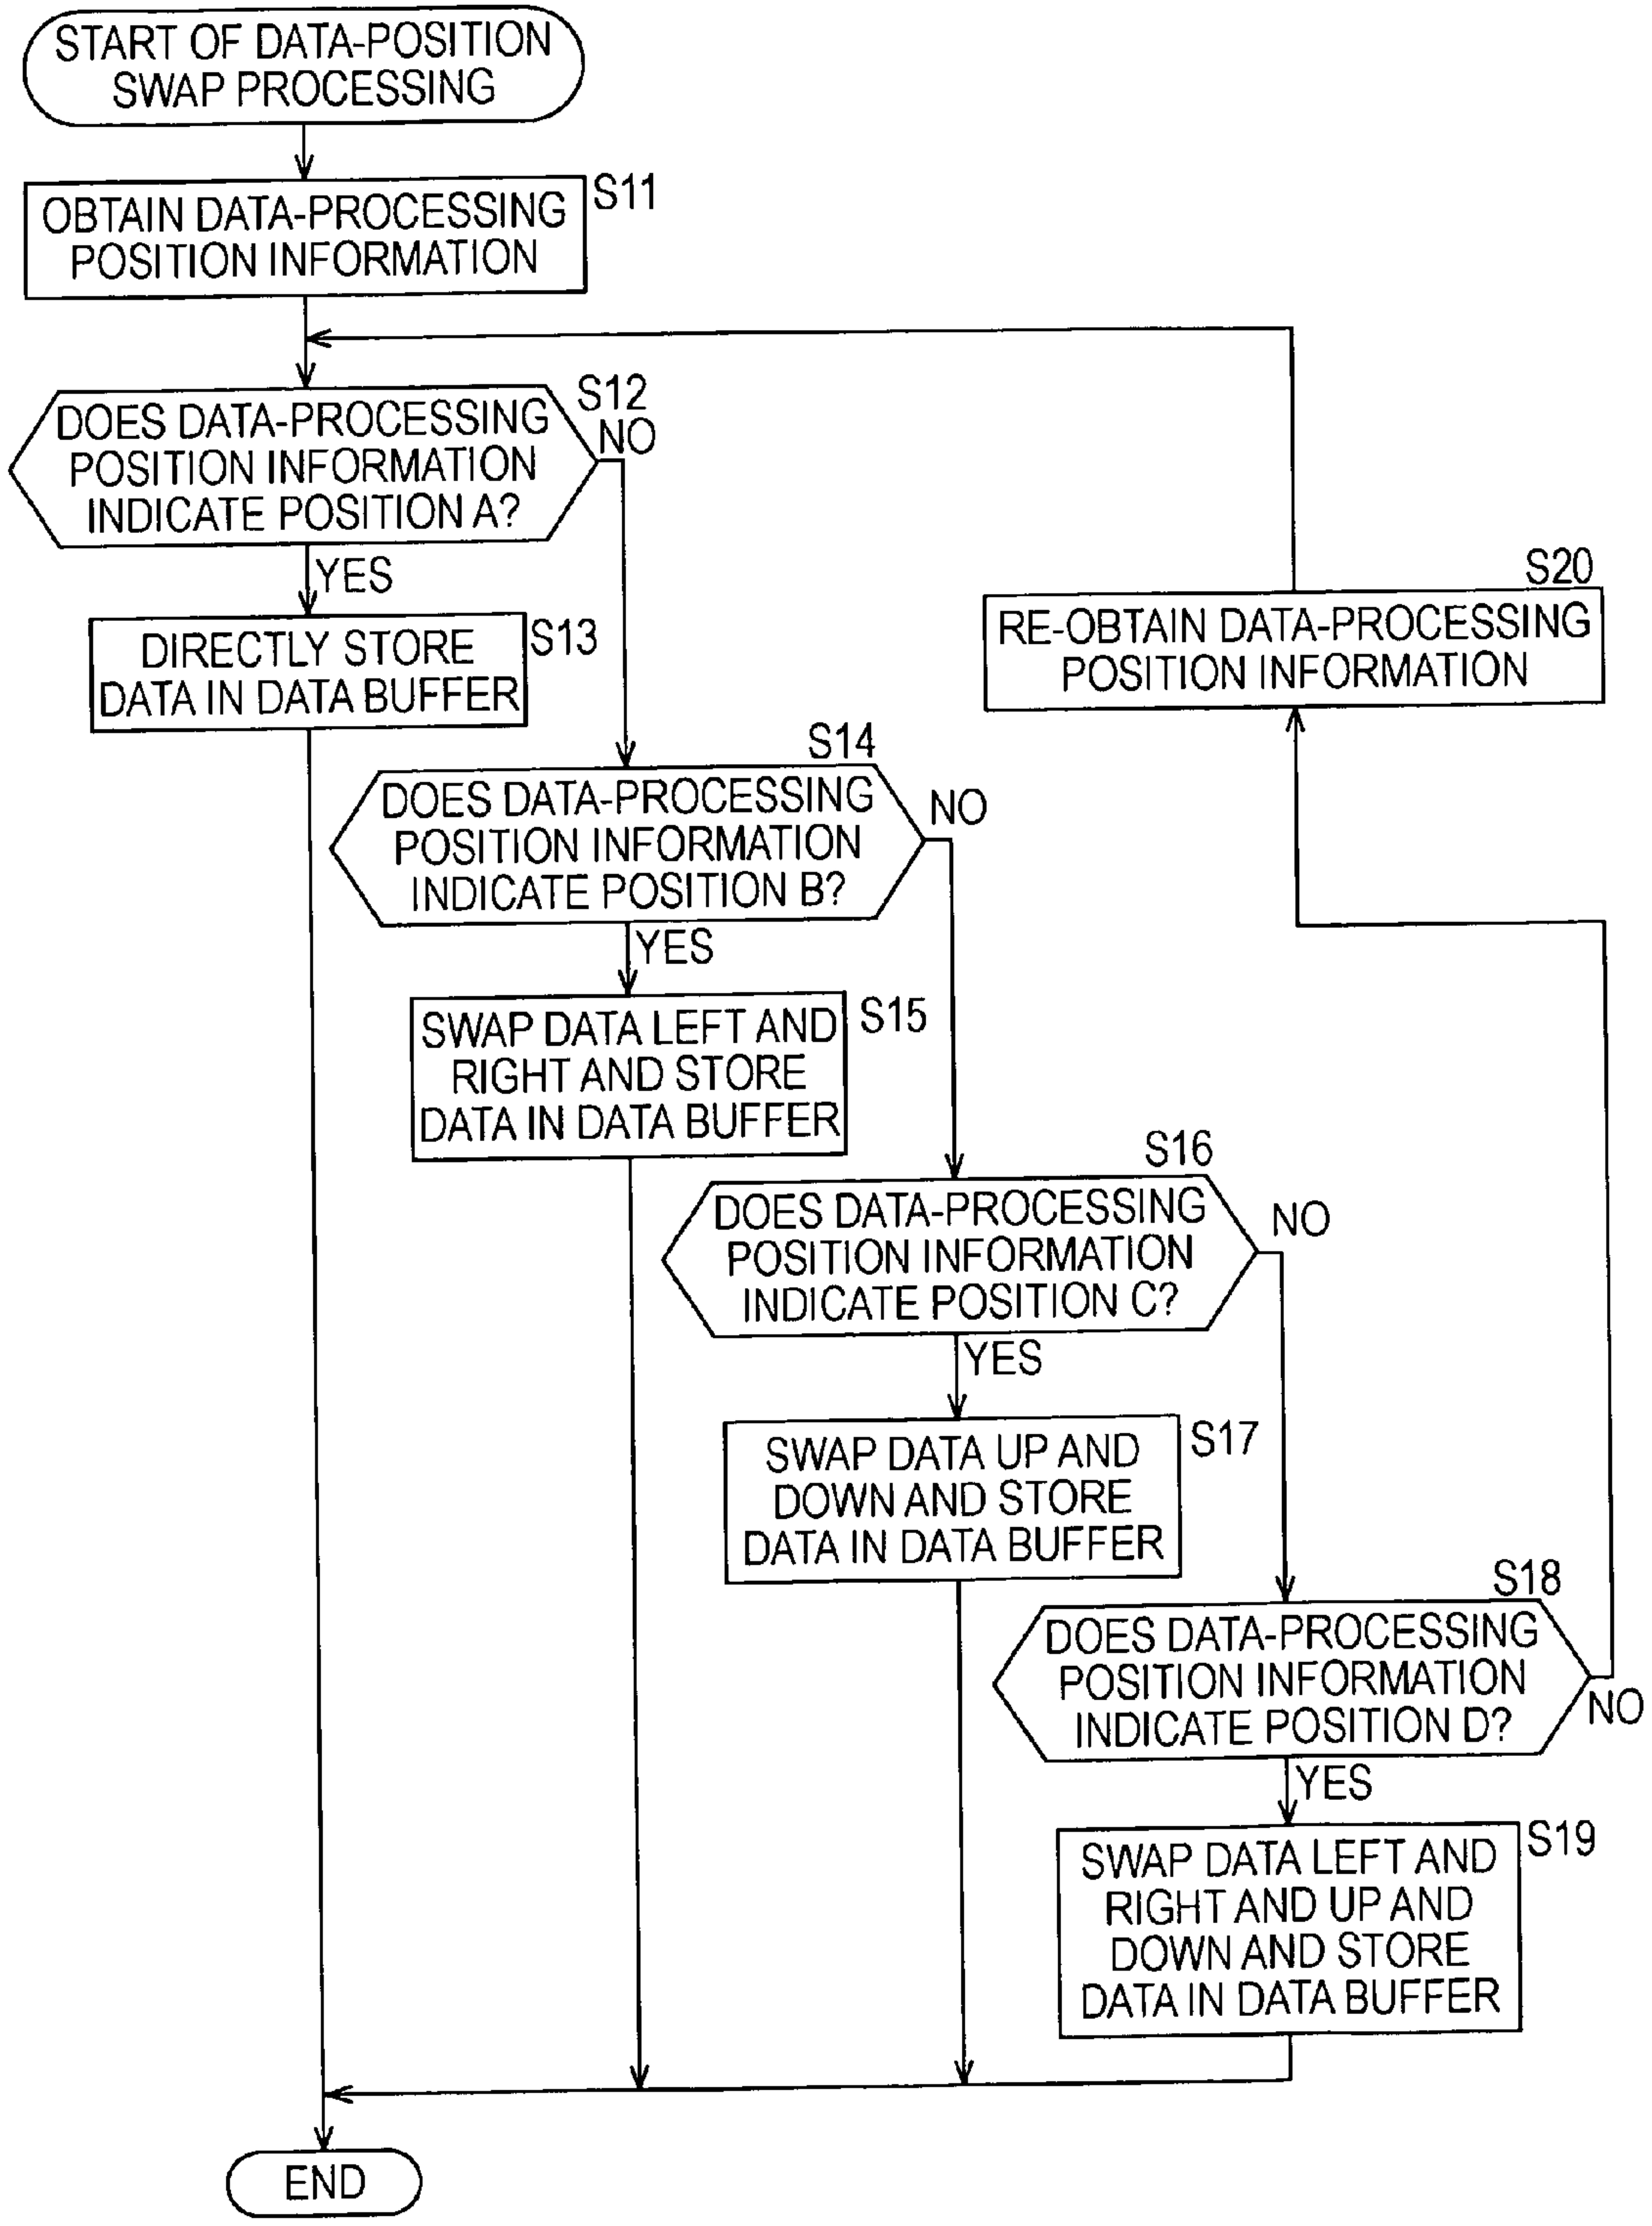 START OF DATA-POSITION
SWAP PROCESSING
S11
OBTAIN DATA-PROCESSING
POSITION INFORMATION
S12
DOES DATA-PROCESSING
POSITION INFORMATION
INDICATE POSITION A?
NO
YES
S13
DIRECTLY STORE
DATA IN DATA BUFFER
S20
RE-OBTAIN DATA-PROCESSING
POSITION INFORMATION
S14
DOES DATA-PROCESSING
POSITION INFORMATION
INDICATE POSITION B?
NO
YES
S15
SWAP DATA LEFT AND
RIGHT AND STORE
DATA IN DATA BUFFER
S16
DOES DATA-PROCESSING
POSITION INFORMATION
INDICATE POSITION C?
NO
YES
S17
SWAP DATA UP AND
DOWN AND STORE
DATA IN DATA BUFFER
S18
DOES DATA-PROCESSING
POSITION INFORMATION
INDICATE POSITION D?
NO
YES
S19
SWAP DATA LEFT AND
RIGHT AND UP AND
DOWN AND STORE
DATA IN DATA BUFFER
END